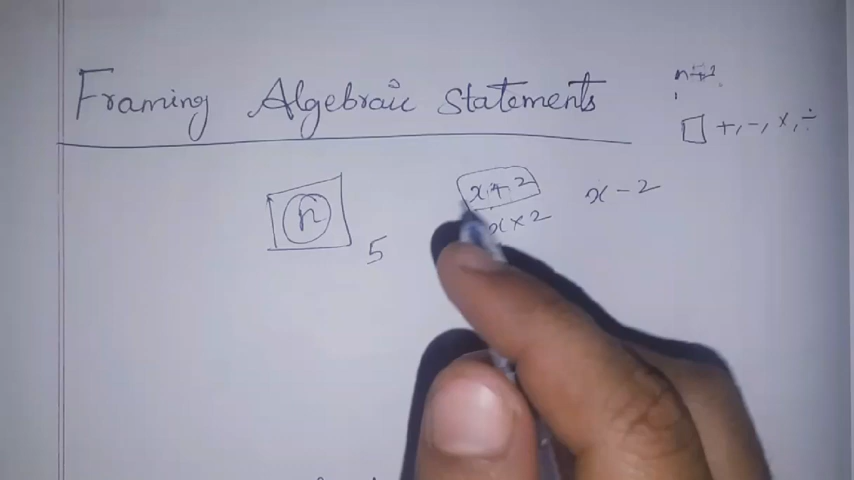 Framing Algebraic Statements
+, -, ×, ÷
n
5
x + 2
x × 2
x - 2